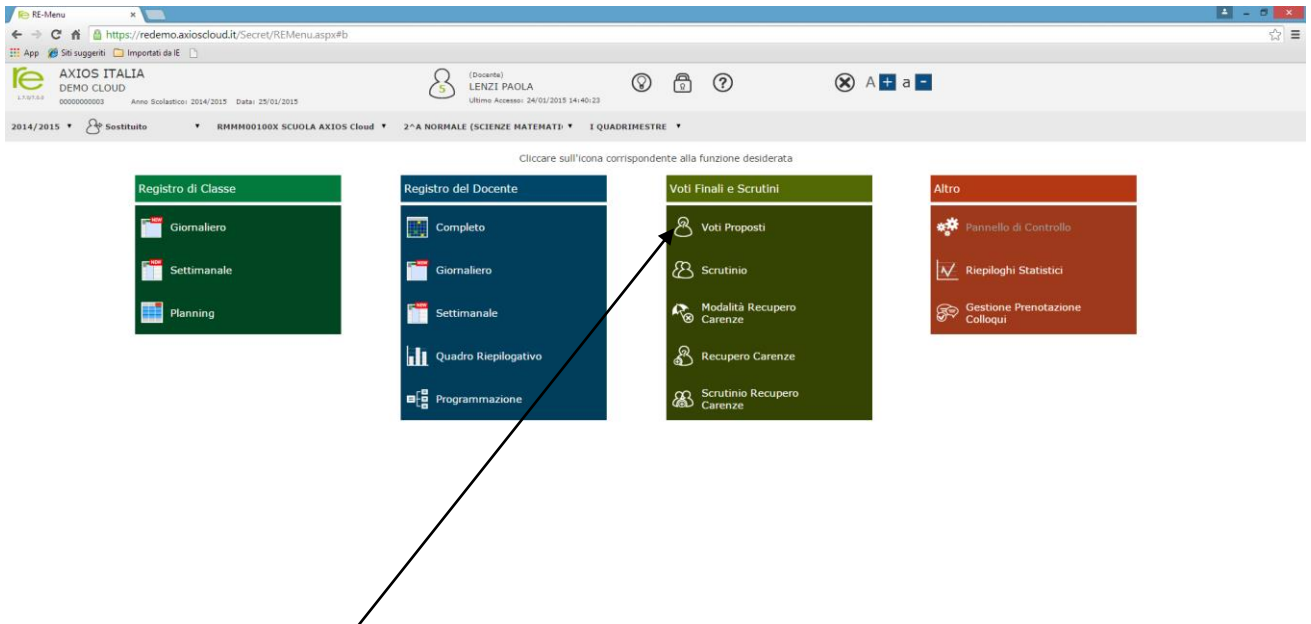 RE-Menu
https://redemo.axioscloud.it/Secret/REMenu.aspx#b
App Siti suggeriti Importati da IE
re
AXIOS ITALIA
DEMO CLOUD
00000000003 Anno Scolastico: 2014/2015 Data: 25/01/2015
S
(Docente)
LENZI PAOLA
Ultimo Accesso: 24/01/2015 14:40:23
?
A + a -
2014/2015 Sostituito RMMM00100X SCUOLA AXIOS Cloud 2^A NORMALE (SCIENZE MATEMATI I QUADRIMESTRE
Cliccare sull'icona corrispondente alla funzione desiderata
Registro di Classe
Giornaliero
Settimanale
Planning
Registro del Docente
Completo
Giornaliero
Settimanale
Quadro Riepilogativo
Programmazione
Voti Finali e Scrutini
Voti Proposti
Scrutinio
Modalità Recupero
Carenze
Recupero Carenze
Scrutinio Recupero
Carenze
Altro
Pannello di Controllo
Riepiloghi Statistici
Gestione Prenotazione
Colloqui